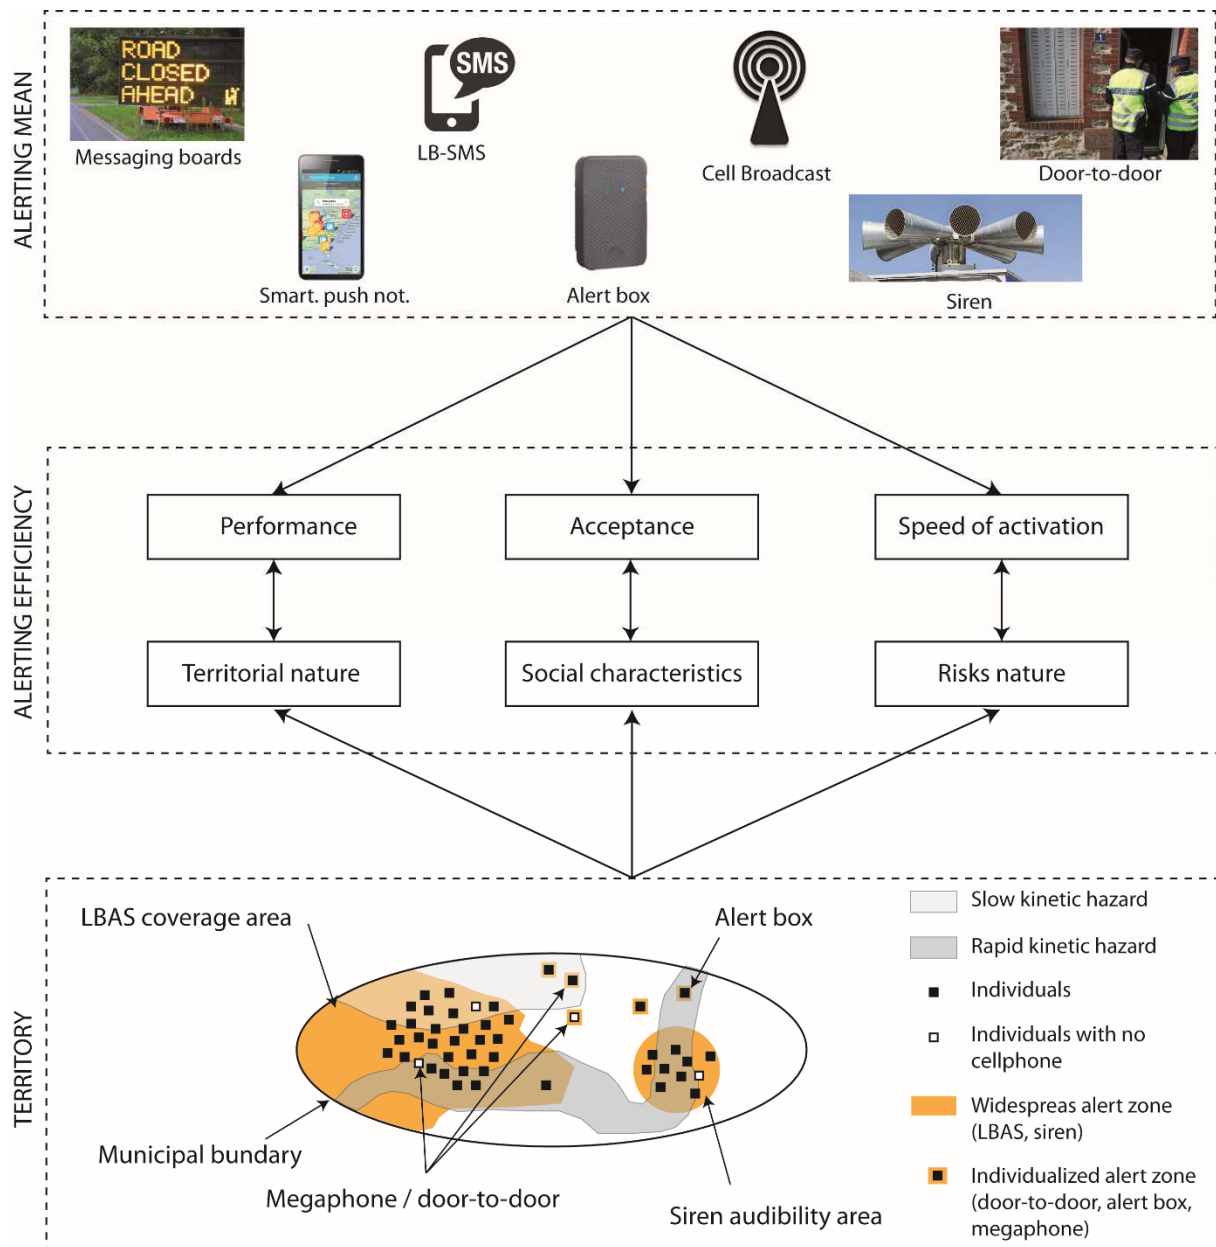 ALERTING MEAN
ROAD
CLOSED
AHEAD
Messaging boards
SMS
LB-SMS
Cell Broadcast
1
Door-to-door
Smart. push not.
Alert box
Siren
ALERTING EFFICIENCY
Performance
Acceptance
Speed of activation
Territorial nature
Social characteristics
Risks nature
TERRITORY
LBAS coverage area
Alert box
Municipal bundary
Megaphone / door-to-door
Siren audibility area
Slow kinetic hazard
Rapid kinetic hazard
Individuals
Individuals with no
cellphone
Widespreas alert zone
(LBAS, siren)
Individualized alert zone
(door-to-door, alert box,
megaphone)